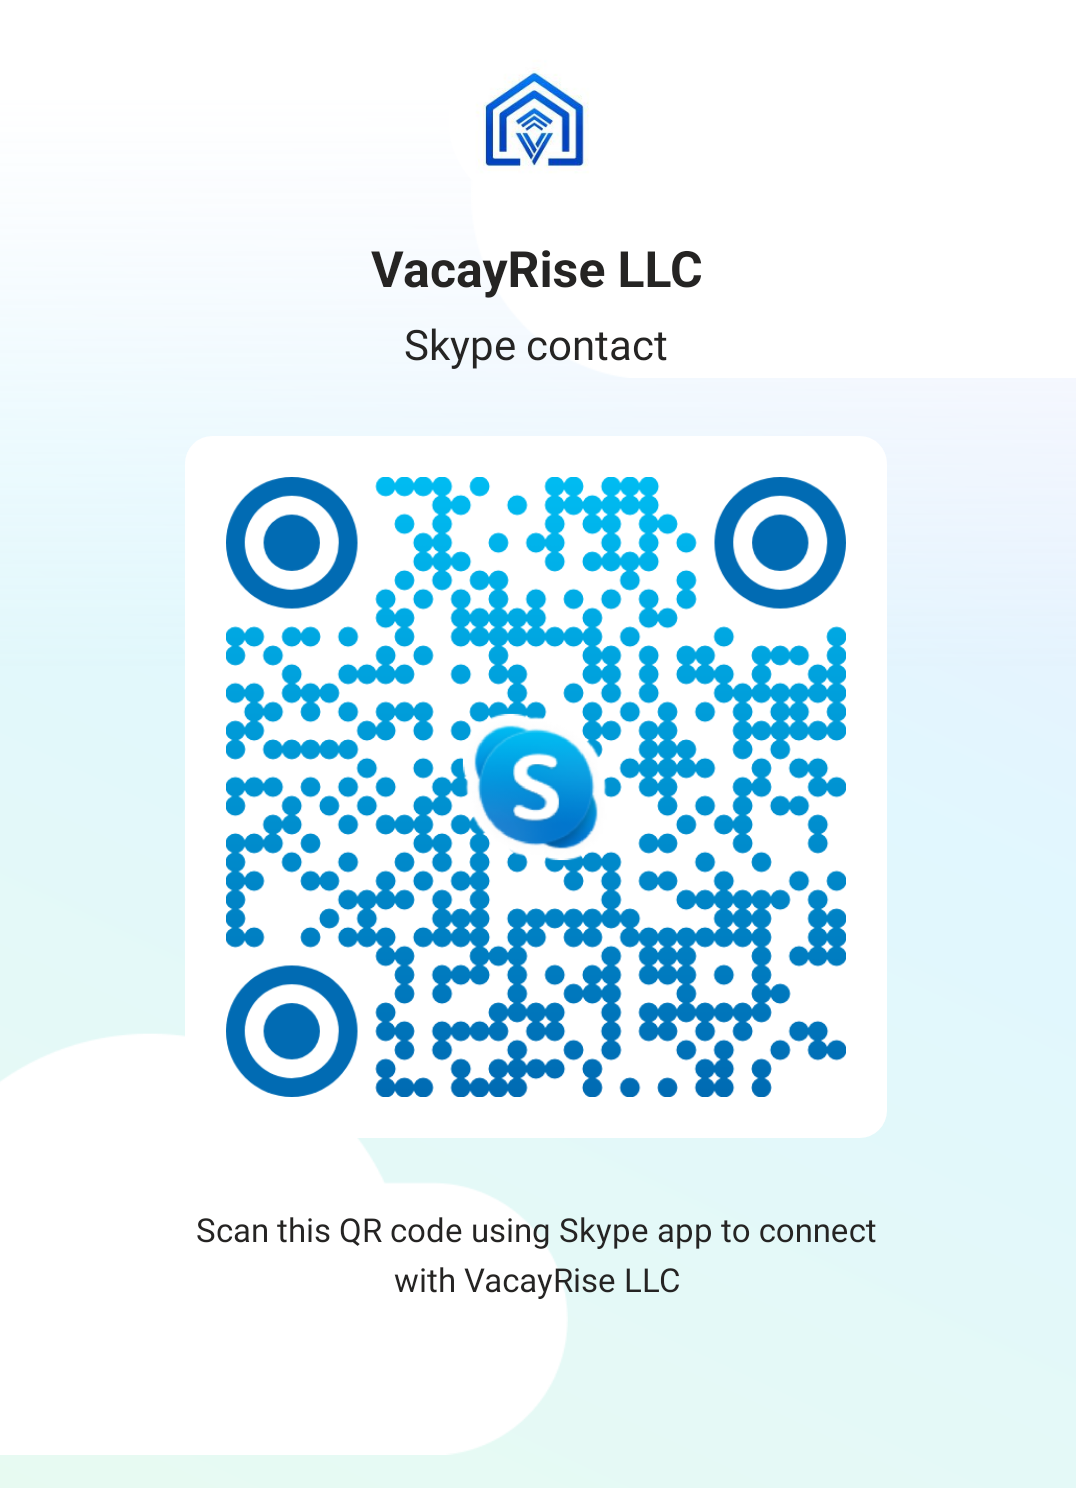 VacayRise LLC
Skype contact
S
Scan this QR code using Skype app to connect
with VacayRise LLC